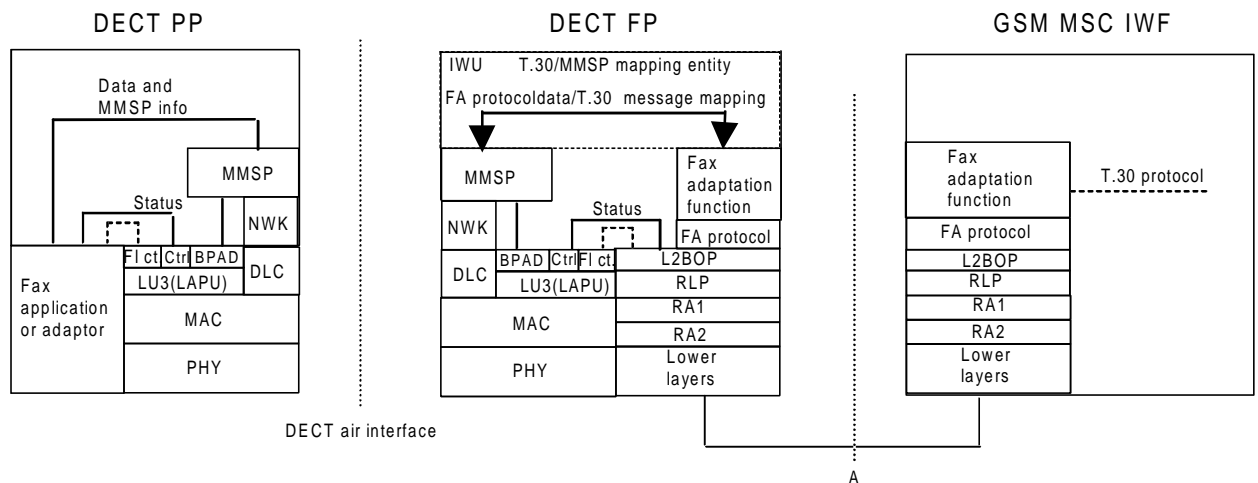 DECT PP
DECT FP
GSM MSC IWF
Data and
MMSP info
MMSP
Status
NWK
Fl ct.
Ctrl
BPAD
DLC
LU3(LAPU)
Fax
application
or adaptor
MAC
PHY
DECT air interface
IWU T.30/MMSP mapping entity
FA protocoldata/T.30 message mapping
MMSP
Fax
adaptation
function
Status
NWK
FA protocol
DLC
BPAD
Ctrl
Fl ct.
L2BOP
LU3(LAPU)
RLP
MAC
RA1
RA2
PHY
Lower
layers
A
Fax
adaptation
function
T.30 protocol
FA protocol
L2BOP
RLP
RA1
RA2
Lower
layers